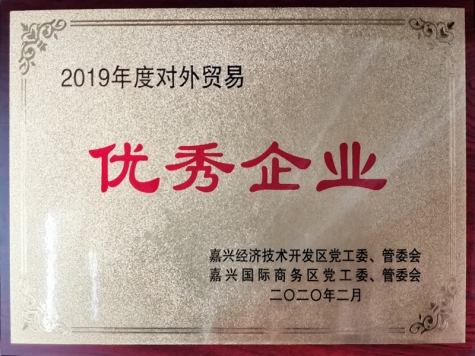 2019年度对外贸易
优秀企业
嘉兴经济技术开发区党工委、管委会
嘉兴国际商务区党工委、管委会
二〇二〇年二月